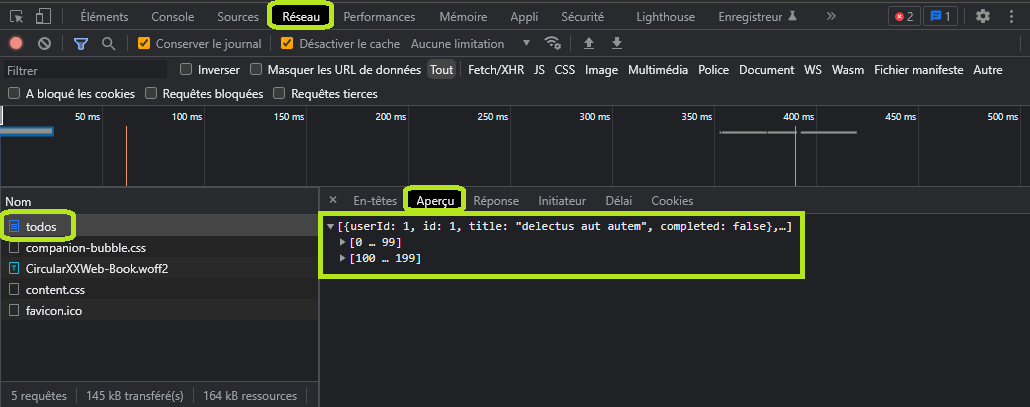 Éléments Console Sources Réseau Performances Mémoire Appli Sécurité Lighthouse Enregistreur 2 1
Conserver le journal Désactiver le cache Aucune limitation
Filtrer Inverser Masquer les URL de données Tout Fetch/XHR JS CSS Image Multimédia Police Document WS Wasm Fichier manifeste Autre
A bloqué les cookies Requêtes bloquées Requêtes tierces
50 ms 100 ms 150 ms 200 ms 250 ms 300 ms 350 ms 400 ms 450 ms 500 ms
Nom
En-têtes Aperçu Réponse Initiateur Délai Cookies
todos
companion-bubble.css
CircularXXWeb-Book.woff2
content.css
favicon.ico
[{userId: 1, id: 1, title: "delectus aut autem", completed: false},…]
[0 … 99]
[100 … 199]
5 requêtes 145 kB transféré(s) 164 kB ressources